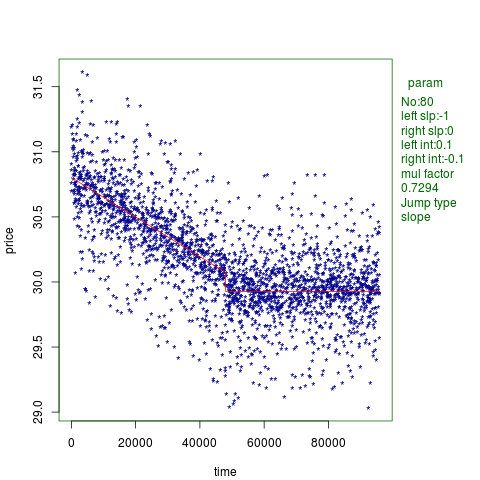 param
No:80
left slp:-1
right slp:0
left int:0.1
right int:-0.1
mul factor
0.7294
Jump type
slope
31.5
31.0
30.5
30.0
29.5
29.0
price
0 20000 40000 60000 80000
time